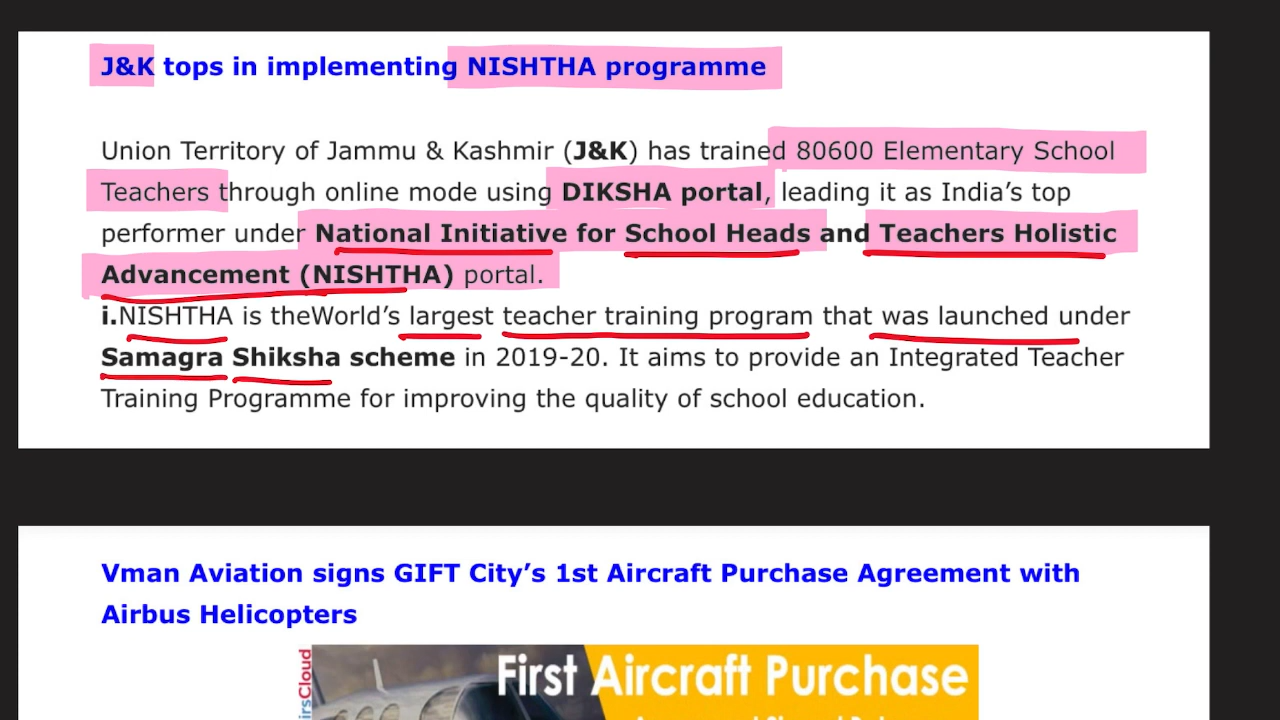 J&K tops in implementing NISHTHA programme
Union Territory of Jammu & Kashmir (J&K) has trained 80600 Elementary School
Teachers through online mode using DIKSHA portal, leading it as India’s top
performer under National Initiative for School Heads and Teachers Holistic
Advancement (NISHTHA) portal.
i.NISHTHA is theWorld’s largest teacher training program that was launched under
Samagra Shiksha scheme in 2019-20. It aims to provide an Integrated Teacher
Training Programme for improving the quality of school education.
Vman Aviation signs GIFT City’s 1st Aircraft Purchase Agreement with
Airbus Helicopters
irsCloud
First Aircraft Purchase